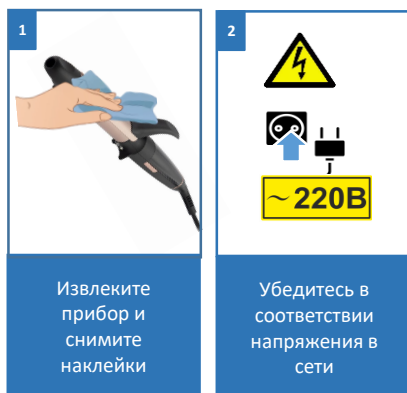 1
Извлеките
прибор и
снимите
наклейки
2
~ 220В
Убедитесь в
соответствии
напряжения в
сети